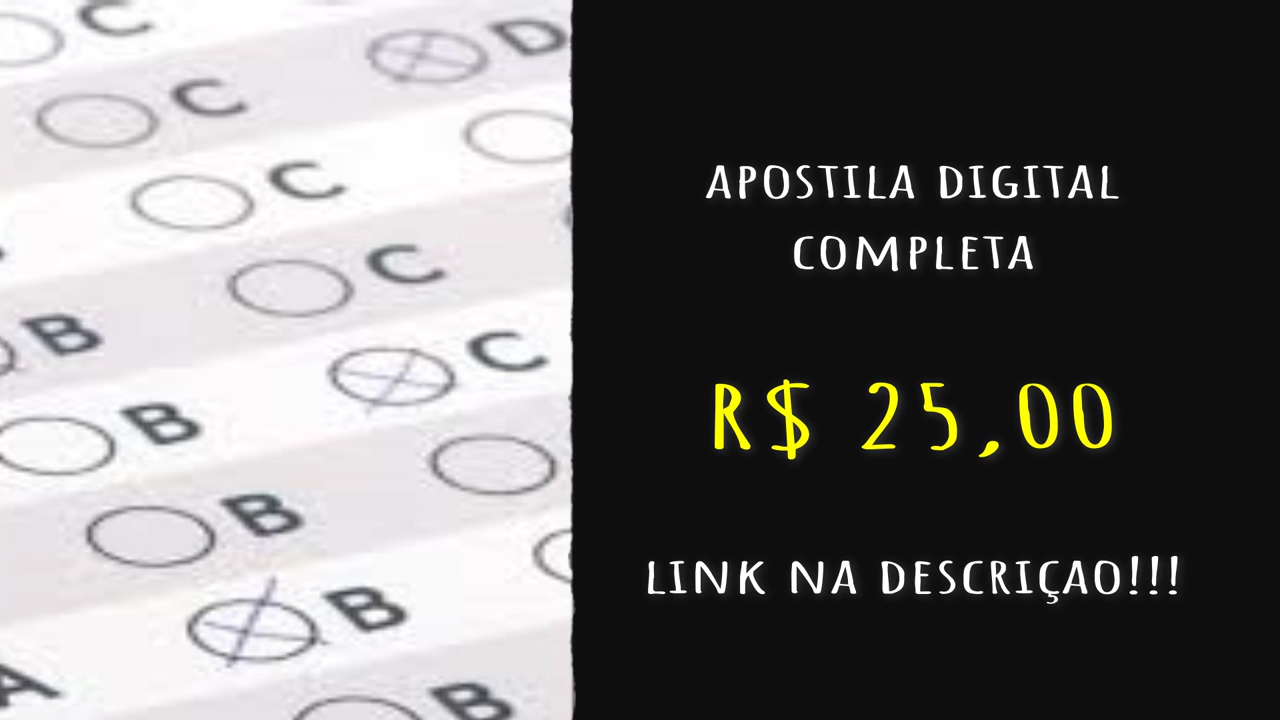 C
D
C
C
C
B
C
B
B
B
A
B
APOSTILA DIGITAL
COMPLETA
R$ 25,00
LINK NA DESCRIÇAO!!!